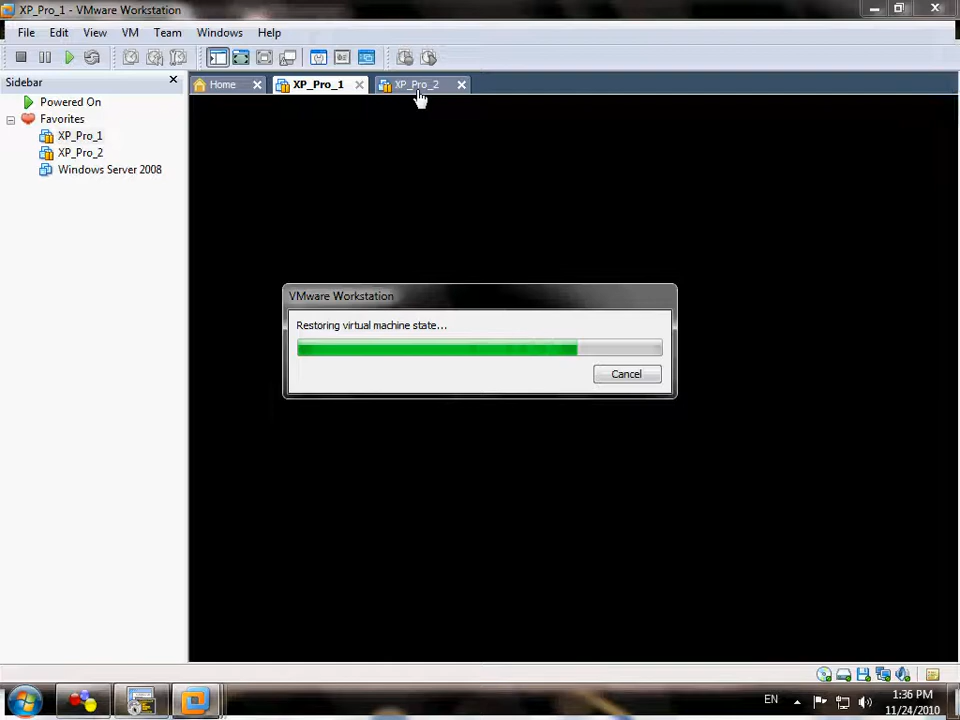 XP_Pro_1 - VMware Workstation
File Edit View VM Team Windows Help
Sidebar
Home XP_Pro_1 XP_Pro_2
Powered On
Favorites
XP_Pro_1
XP_Pro_2
Windows Server 2008
VMware Workstation
Restoring virtual machine state...
Cancel
EN
1:36 PM
11/24/2010